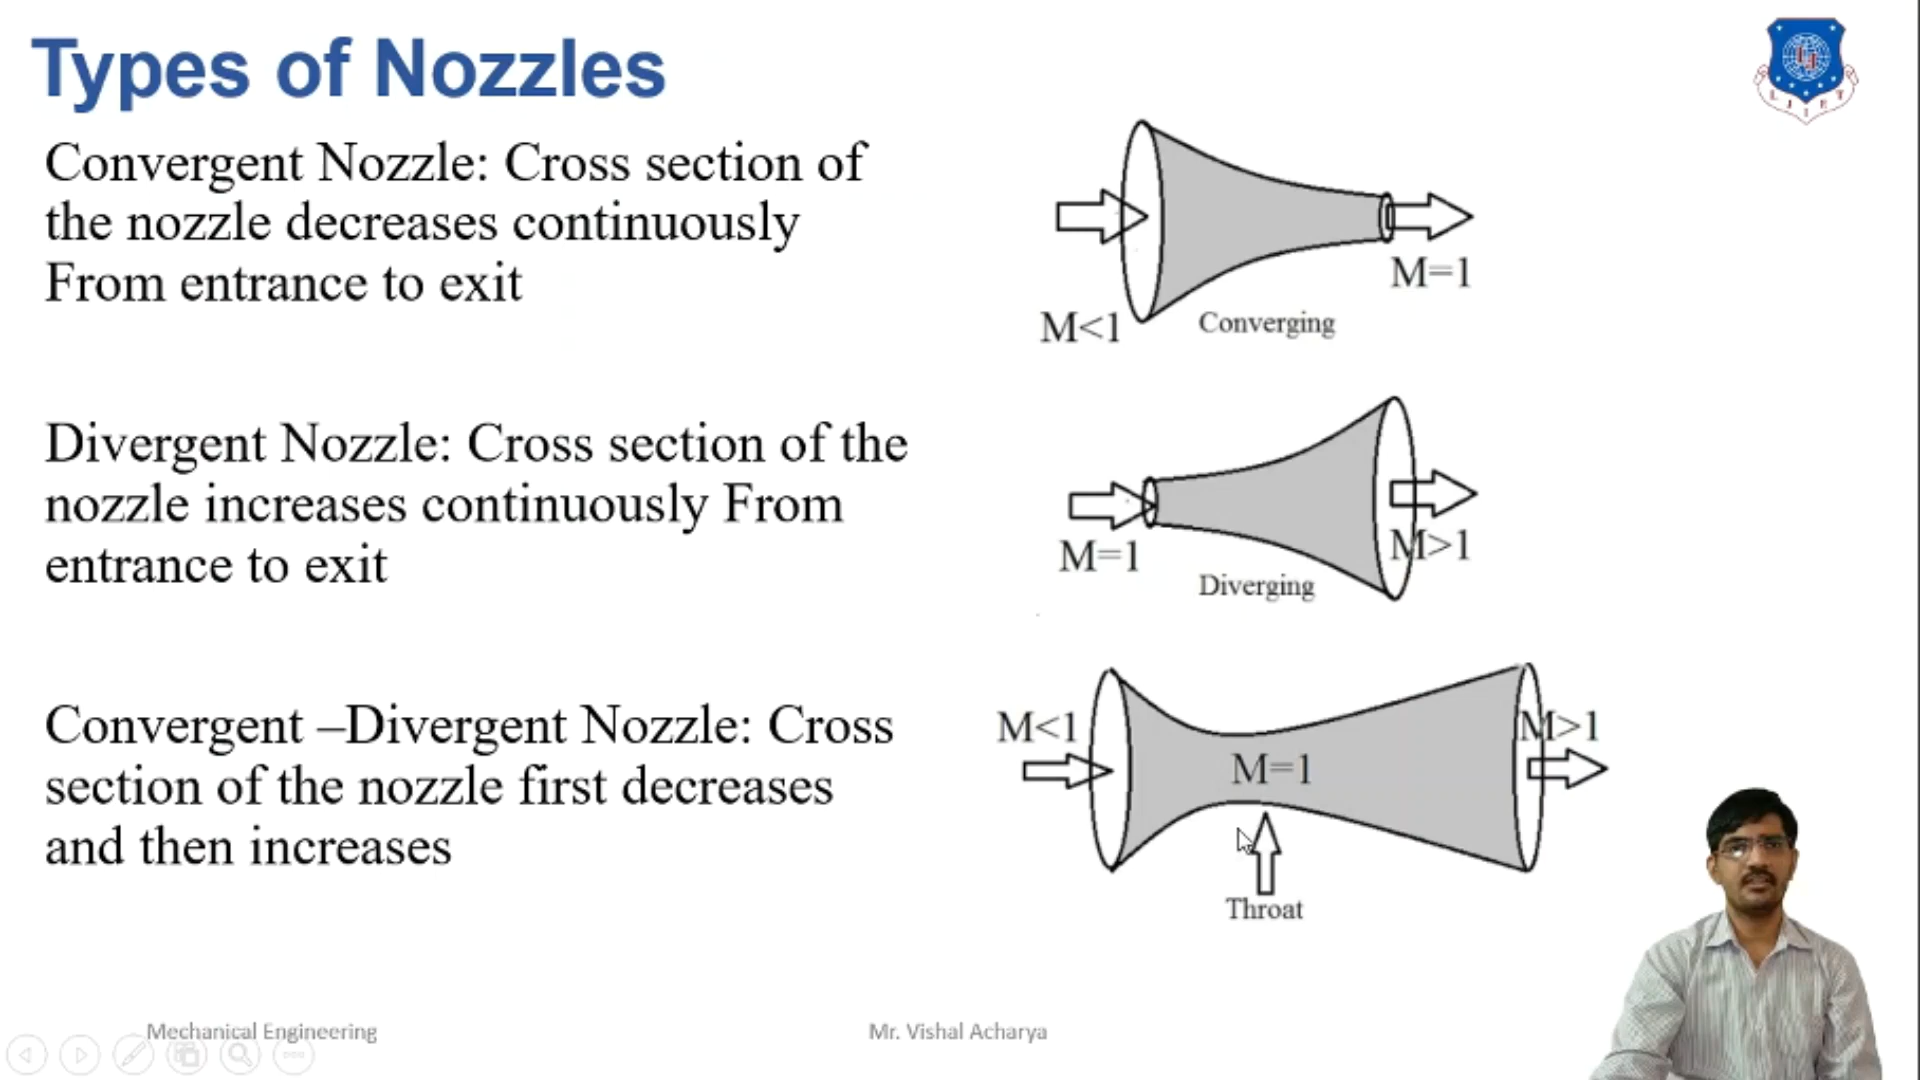 Types of Nozzles
Convergent Nozzle: Cross section of
the nozzle decreases continuously
From entrance to exit
M<1
Converging
M=1
Divergent Nozzle: Cross section of the
nozzle increases continuously From
entrance to exit
M=1
Diverging
M>1
Convergent –Divergent Nozzle: Cross
section of the nozzle first decreases
and then increases
M<1
M=1
M>1
Throat
L J I E T
Mechanical Engineering
Mr. Vishal Acharya